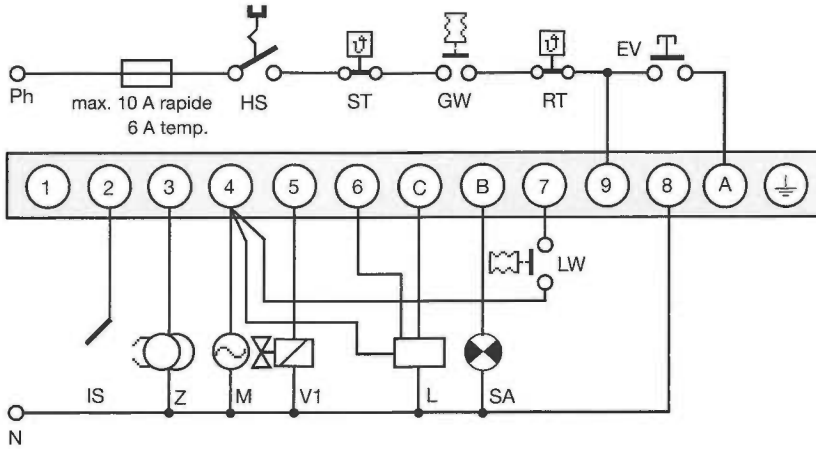 ϑ
ϑ
EV
Ph
max. 10 A rapide
6 A temp.
HS
ST
GW
RT
1 2 3 4 5 6 C B 7 9 8 A
LW
IS
Z
M
V1
L
SA
N